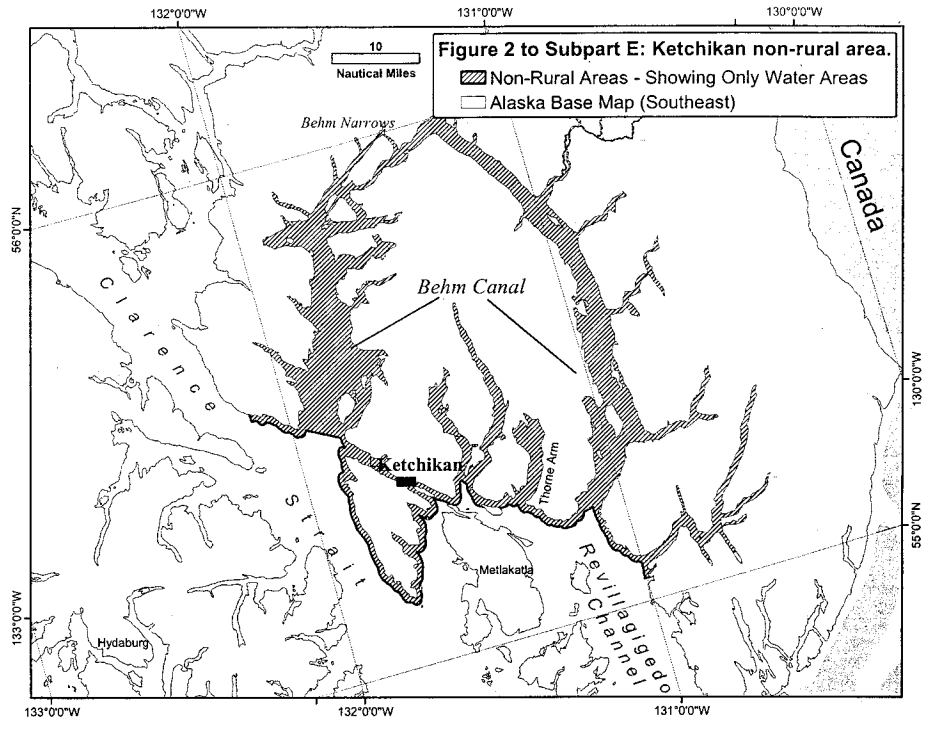 132°0'0"W
131°0'0"W
130°0'0"W
10
Nautical Miles
Figure 2 to Subpart E: Ketchikan non-rural area.
Non-Rural Areas - Showing Only Water Areas
Alaska Base Map (Southeast)
Behm Narrows
Canada
56°0'0"N
Behm Canal
Clarence
Strait
130°0'0"W
Ketchikan
Thorne Arm
55°0'0"N
Metlakatla
Revillagigedo
Channel
133°0'0"W
Hydaburg
133°0'0"W
132°0'0"W
131°0'0"W